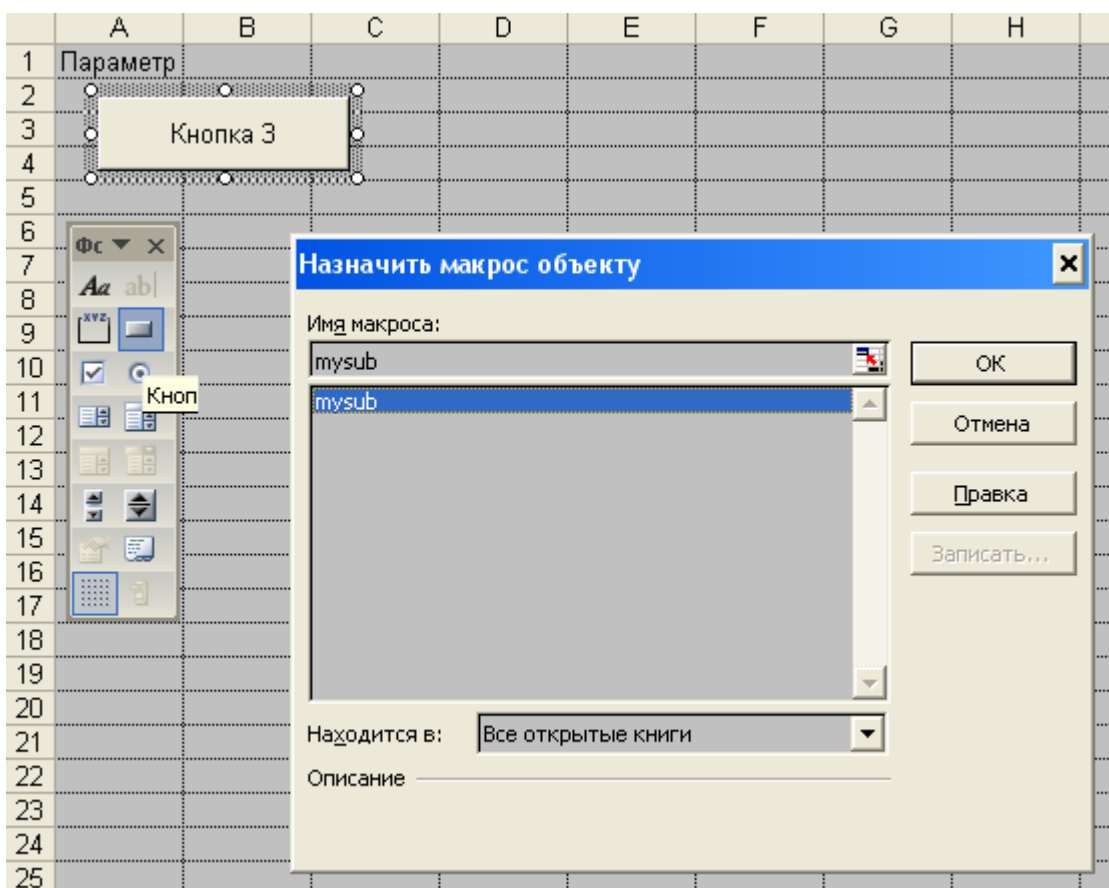 A B C D E F G H
1 Параметр
2
3 Кнопка 3
4
5
6
Фс
7 Назначить макрос объекту
8 Aa ab
9 XYZ Имя макроса:
10 mysub ОК
11 Кноп mysub
12 Отмена
13
14 Правка
15
16 Записать...
17
18
19
20
21 Находится в: Все открытые книги
22 Описание
23
24
25